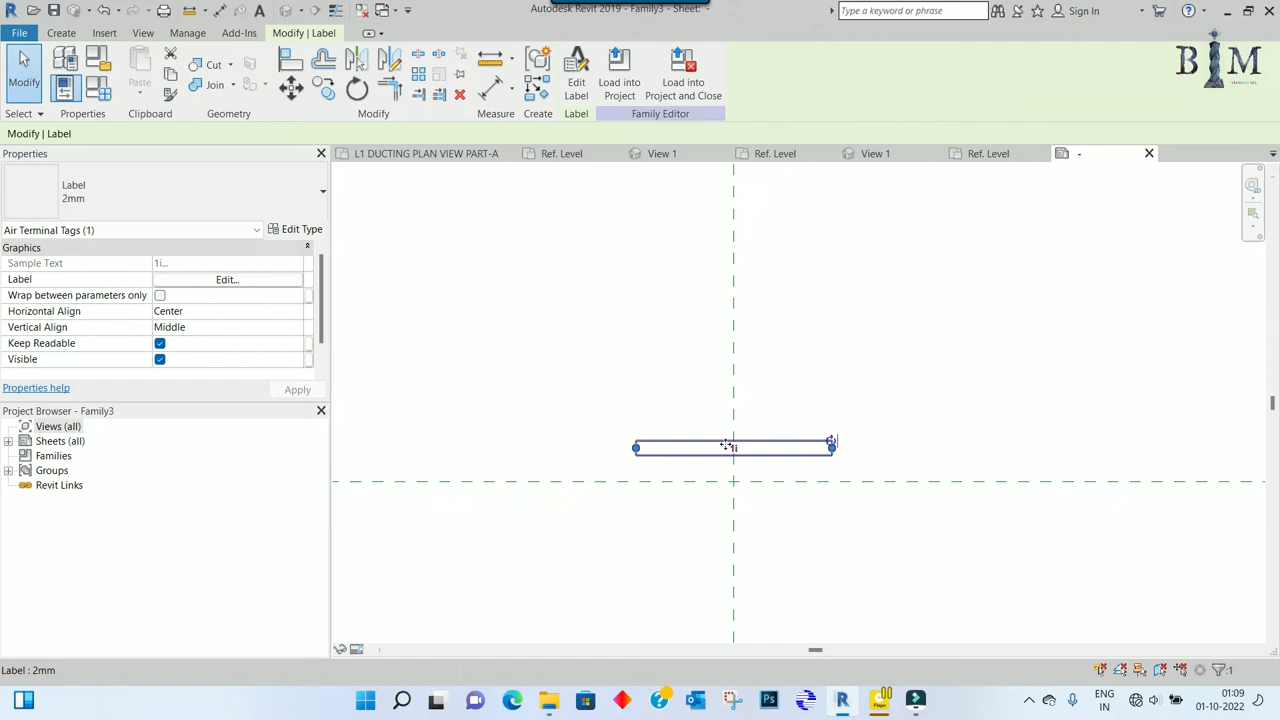 Autodesk Revit 2019 - Family3 - Sheet:
Type a keyword or phrase
Sign In
File
Create
Insert
View
Manage
Add-Ins
Modify | Label
Modify
Paste
Cut
Join
Edit
Label
Load into
Project
Load into
Project and Close
Select
Properties
Clipboard
Geometry
Modify
Measure
Create
Label
Family Editor
BIM
Modify | Label
Properties
L1 DUCTING PLAN VIEW PART-A
Ref. Level
View 1
Ref. Level
View 1
Ref. Level
-
Label
2mm
Air Terminal Tags (1)
Edit Type
Graphics
Sample Text 1i...
Label Edit...
Wrap between parameters only
Horizontal Align Center
Vertical Align Middle
Keep Readable
Visible
Properties help
Apply
Project Browser - Family3
Views (all)
Sheets (all)
Families
Groups
Revit Links
1i
Label : 2mm
:1
ENG
IN
01:09
01-10-2022